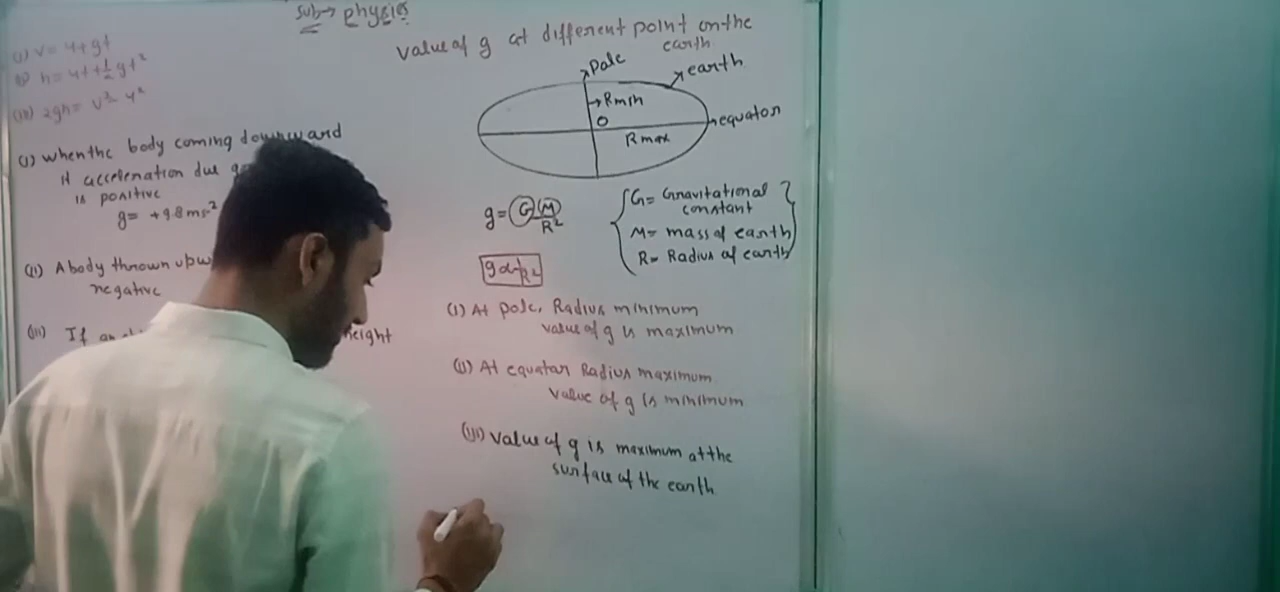 sub→ physics
(i) v = u+gt
(ii) h = ut+½gt²
(iii) 2gh = v²- u²
(i) When the body coming downward
it acceleration due
is positive
g= +9.8 ms⁻²
(ii) A body thrown upw
negative
(iii) If an
height
value of g at different point on the
earth
pole
earth
Rmin
O
equator
Rmax
g = GM/R²
G = Gravitational
constant
M = mass of earth
R = Radius of earth
g∝1/R²
(i) At pole, Radius minimum
value of g is maximum
(ii) At equator Radius maximum
value of g is minimum
(iii) value of g is maximum at the
surface of the earth